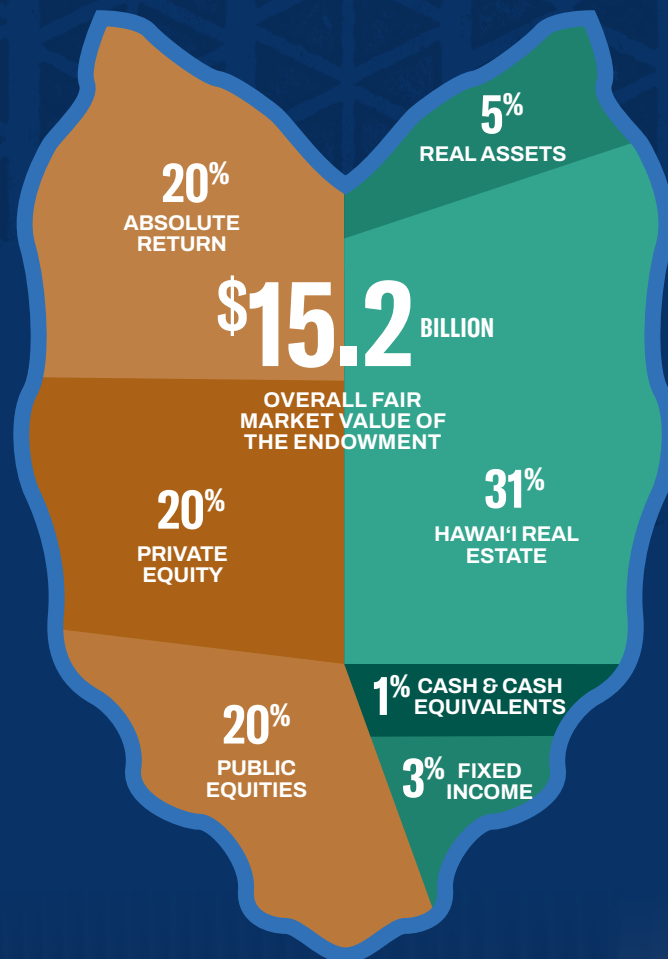 5%
REAL ASSETS
20%
ABSOLUTE
RETURN
$15.2 BILLION
OVERALL FAIR
MARKET VALUE OF
THE ENDOWMENT
31%
HAWAIʻI REAL
ESTATE
20%
PRIVATE
EQUITY
1% CASH & CASH
EQUIVALENTS
20%
PUBLIC
EQUITIES
3% FIXED
INCOME